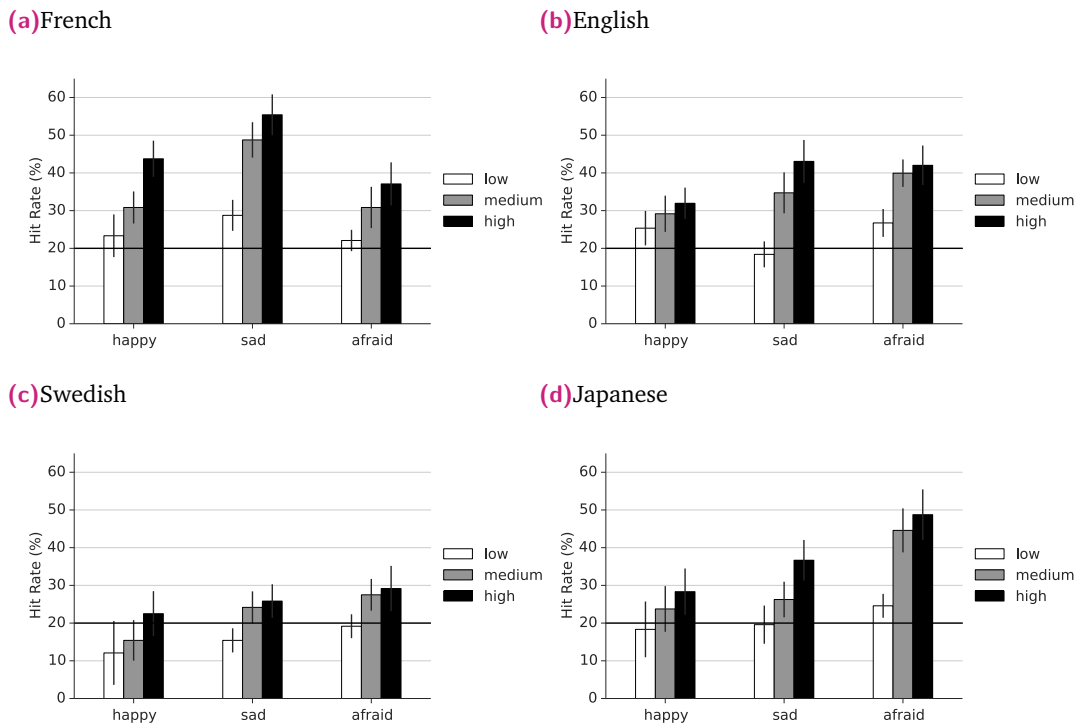 (a)French
60
50
40
30
20
10
0
Hit Rate (%)
happy sad afraid
low
medium
high
(b)English
60
50
40
30
20
10
0
Hit Rate (%)
happy sad afraid
low
medium
high
(c)Swedish
60
50
40
30
20
10
0
Hit Rate (%)
happy sad afraid
low
medium
high
(d)Japanese
60
50
40
30
20
10
0
Hit Rate (%)
happy sad afraid
low
medium
high